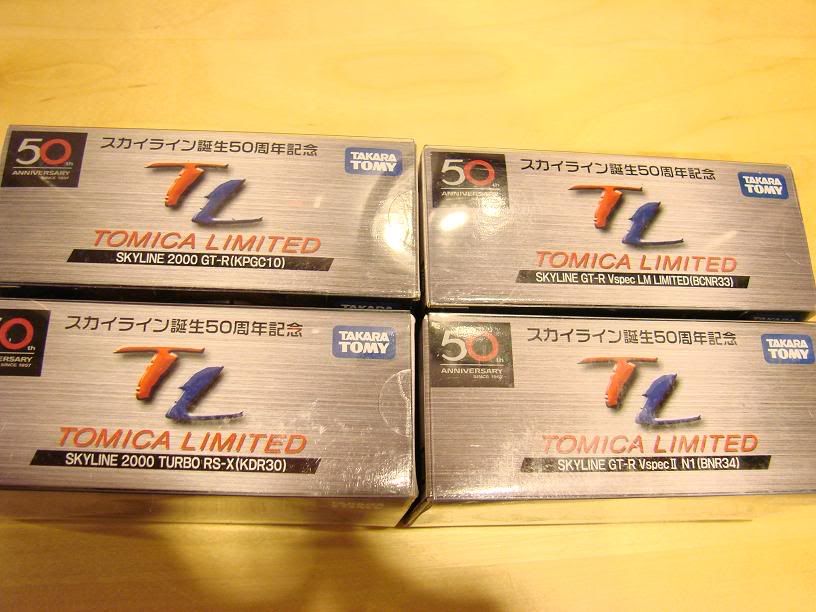 50th
ANNIVERSARY
SINCE 1957
スカイライン誕生50周年記念
TAKARA
TOMY
TL
TOMICA LIMITED
SKYLINE 2000 GT-R(KPGC10)
50th
ANNIVERSARY
SINCE 1957
スカイライン誕生50周年記念
TAKARA
TOMY
TL
TOMICA LIMITED
SKYLINE GT-R Vspec LM LIMITED(BCNR33)
TAKARA
50th
ANNIVERSARY
SINCE 1957
スカイライン誕生50周年記念
TAKARA
TOMY
TL
TOMICA LIMITED
SKYLINE 2000 TURBO RS-X(KDR30)
50th
ANNIVERSARY
SINCE 1957
スカイライン誕生50周年記念
TAKARA
TOMY
TL
TOMICA LIMITED
SKYLINE GT-R VspecⅡ N1(BNR34)